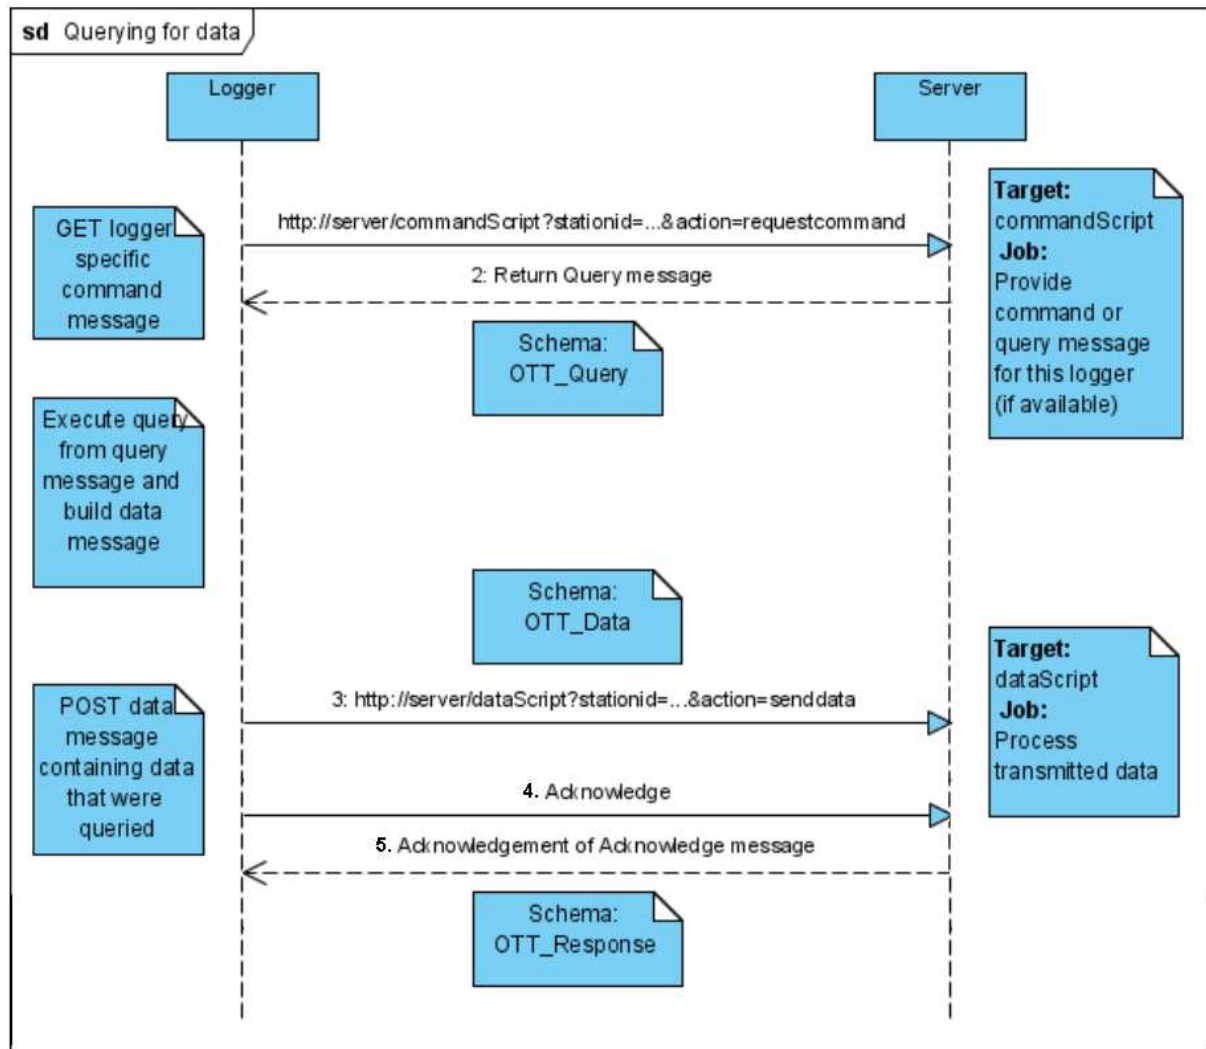 sd Querying for data
Logger
Server
GET logger
specific
command
message
http://server/commandScript?stationid=...&action=requestcommand
Target:
commandScript
Job:
Provide
command or
query message
for this logger
(if available)
2: Return Query message
Schema:
OTT_Query
Execute query
from query
message and
build data
message
Schema:
OTT_Data
Target:
dataScript
Job:
Process
transmitted data
POST data
message
containing data
that were
queried
3: http://server/dataScript?stationid=...&action=senddata
4. Acknowledge
5. Acknowledgement of Acknowledge message
Schema:
OTT_Response